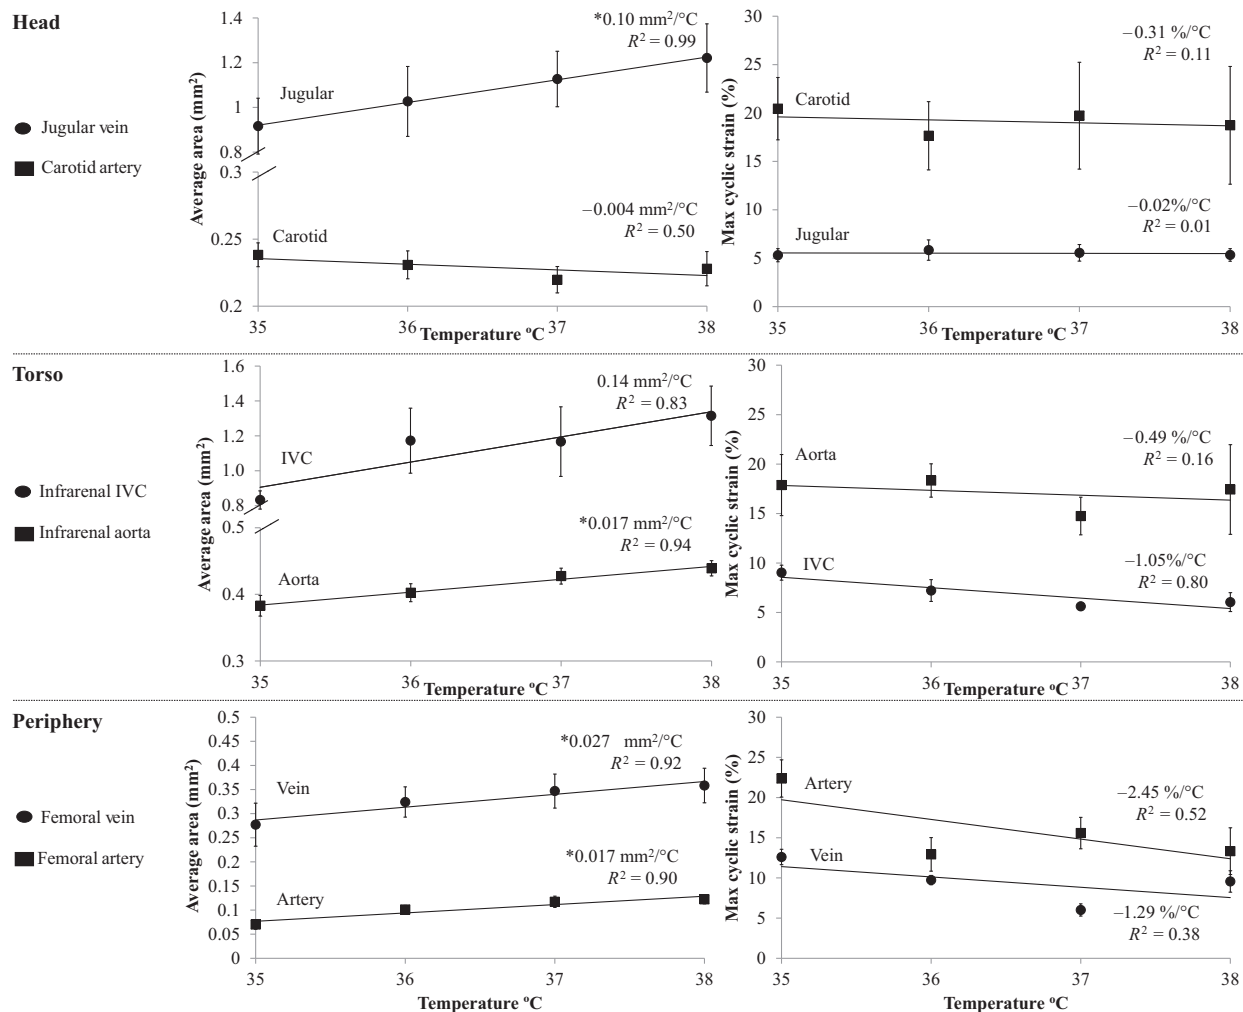 Head
Jugular vein
Carotid artery
Average area (mm²)
1.4
1.2
1
0.8
0.3
0.25
0.2
35
36
37
38
Temperature ºC
Jugular
*0.10 mm²/°C
R² = 0.99
Carotid
−0.004 mm²/°C
R² = 0.50
Max cyclic strain (%)
30
25
20
15
10
5
0
35
36
37
38
Temperature ºC
Carotid
−0.31 %/°C
R² = 0.11
Jugular
−0.02%/°C
R² = 0.01
Torso
Infrarenal IVC
Infrarenal aorta
Average area (mm²)
1.6
1.4
1.2
1.0
0.8
0.5
0.4
0.3
35
36
37
38
Temperature ºC
IVC
0.14 mm²/°C
R² = 0.83
Aorta
*0.017 mm²/°C
R² = 0.94
Max cyclic strain (%)
30
25
20
15
10
5
0
35
36
37
38
Temperature ºC
Aorta
−0.49 %/°C
R² = 0.16
IVC
−1.05%/°C
R² = 0.80
Periphery
Femoral vein
Femoral artery
Average area (mm²)
0.5
0.45
0.4
0.35
0.3
0.25
0.2
0.15
0.1
0.05
0
35
36
37
38
Temperature ºC
Vein
*0.027 mm²/°C
R² = 0.92
Artery
*0.017 mm²/°C
R² = 0.90
Max cyclic strain (%)
30
25
20
15
10
5
0
35
36
37
38
Temperature ºC
Artery
−2.45 %/°C
R² = 0.52
Vein
−1.29 %/°C
R² = 0.38